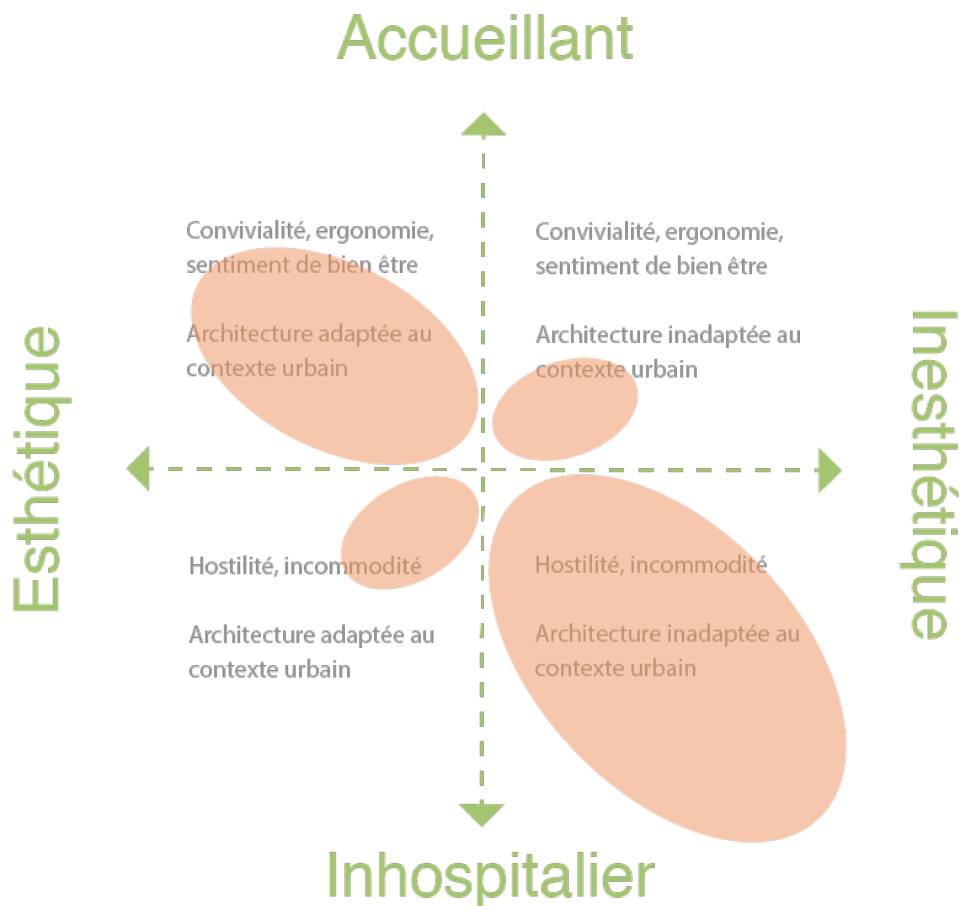 Accueillant
Convivialité, ergonomie,
sentiment de bien être
Architecture adaptée au
contexte urbain
Convivialité, ergonomie,
sentiment de bien être
Architecture inadaptée au
contexte urbain
Esthétique
Inesthétique
Hostilité, incommodité
Architecture adaptée au
contexte urbain
Hostilité, incommodité
Architecture inadaptée au
contexte urbain
Inhospitalier